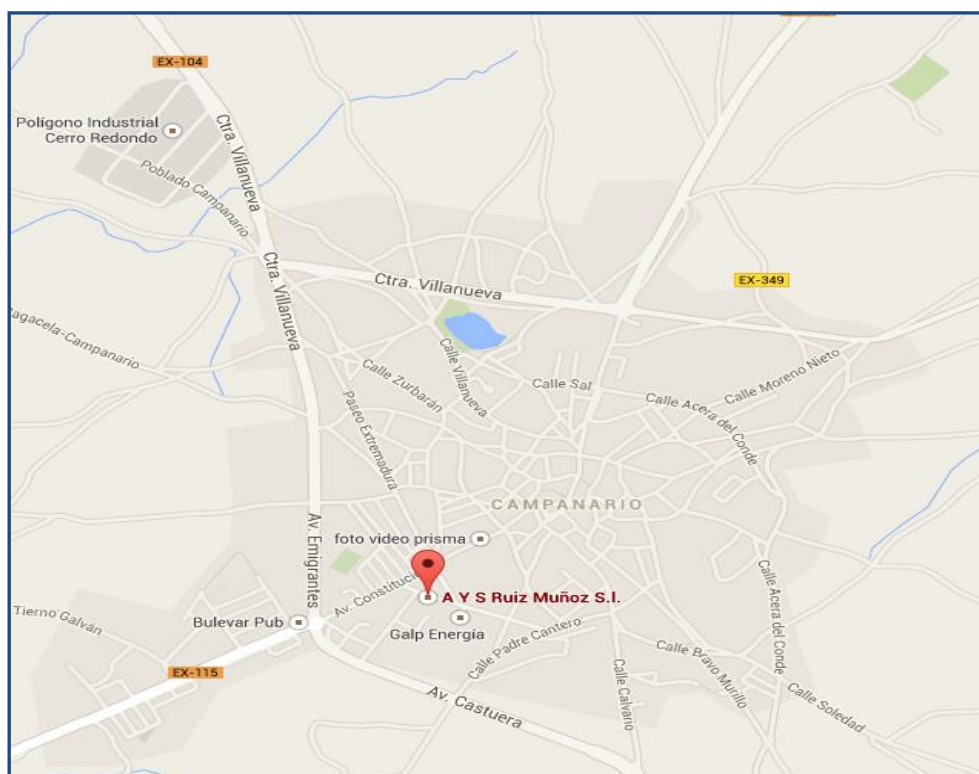 EX-104
Polígono Industrial
Cerro Redondo
Ctra. Villanueva
Poblado Campanario
Ctra. Villanueva
Ctra. Villanueva
EX-349
agacela-Campanario
Calle Zurbarán
Calle Villanueva
Calle Sal
Calle Moreno Nieto
Calle Acera del Conde
Paseo Extremadura
CAMPANARIO
Av. Emigrantes
foto video prisma
Av. Constitució
A Y S Ruiz Muñoz S.l.
Tierno Galván
Bulevar Pub
Galp Energía
Calle Padre Cantero
Calle Acera del Conde
EX-115
Av. Castuera
Calle Calvario
Calle Bravo Murillo
Calle Soledad